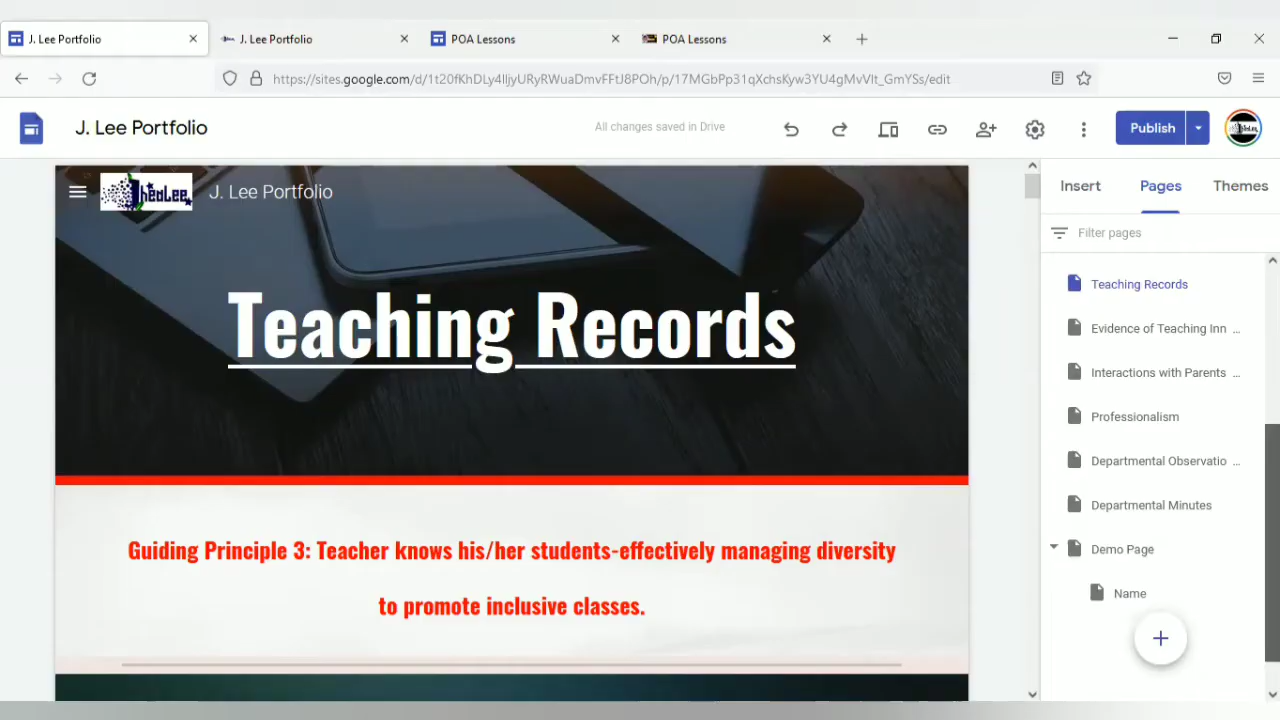 J. Lee Portfolio
J. Lee Portfolio
POA Lessons
POA Lessons
https://sites.google.com/d/1t20fKhDLy4lljyURyRWuaDmvFFtJ8POh/p/17MGbPp31qXchsKyw3YU4gMvVlt_GmYSs/edit
J. Lee Portfolio
All changes saved in Drive
Publish
TheoLee
J. Lee Portfolio
Teaching Records
Guiding Principle 3: Teacher knows his/her students-effectively managing diversity
to promote inclusive classes.
Insert
Pages
Themes
Filter pages
Teaching Records
Evidence of Teaching Inn ...
Interactions with Parents ...
Professionalism
Departmental Observatio ...
Departmental Minutes
Demo Page
Name